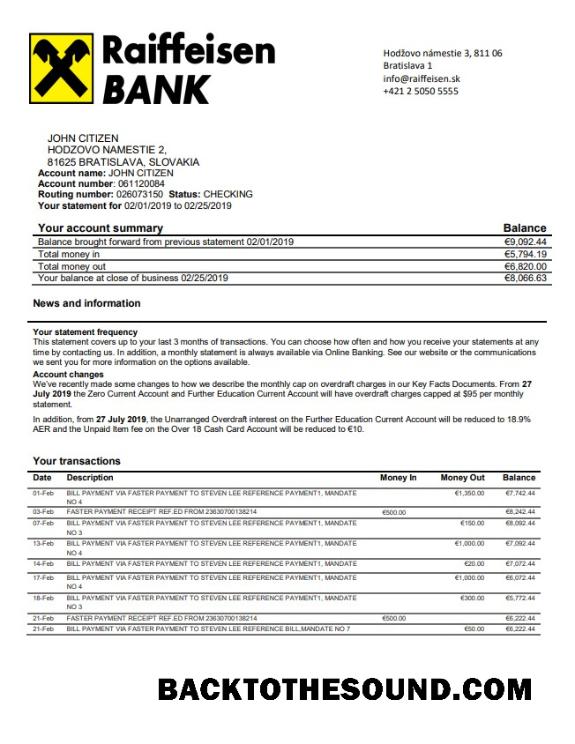 Raiffeisen
BANK
Hodžovo námestie 3, 811 06
Bratislava 1
info@raiffeisen.sk
+421 2 5050 5555
JOHN CITIZEN
HODZOVO NAMESTIE 2,
81625 BRATISLAVA, SLOVAKIA
Account name: JOHN CITIZEN
Account number: 061120084
Routing number: 026073150 Status: CHECKING
Your statement for 02/01/2019 to 02/25/2019
Your account summary Balance
Balance brought forward from previous statement 02/01/2019 €9,092.44
Total money in €5,794.19
Total money out €6,820.00
Your balance at close of business 02/25/2019 €8,066.63
News and information
Your statement frequency
This statement covers up to your last 3 months of transactions. You can choose how often and how you receive your statements at any
time by contacting us. In addition, a monthly statement is always available via Online Banking. See our website or the communications
we sent you for more information on the options available.
Account changes
We've recently made some changes to how we describe the monthly cap on overdraft charges in our Key Facts Documents. From 27
July 2019 the Zero Current Account and Further Education Current Account will have overdraft charges capped at $95 per monthly
statement.
In addition, from 27 July 2019, the Unarranged Overdraft interest on the Further Education Current Account will be reduced to 18.9%
AER and the Unpaid Item fee on the Over 18 Cash Card Account will be reduced to €10.
Your transactions
Date Description Money In Money Out Balance
01-Feb BILL PAYMENT VIA FASTER PAYMENT TO STEVEN LEE REFERENCE PAYMENT1, MANDATE €1,350.00 €7,742.44
NO 4
03-Feb FASTER PAYMENT RECEIPT REF.ED FROM 23630700138214 €500.00 €8,242.44
07-Feb BILL PAYMENT VIA FASTER PAYMENT TO STEVEN LEE REFERENCE PAYMENT1, MANDATE €150.00 €8,092.44
NO 3
13-Feb BILL PAYMENT VIA FASTER PAYMENT TO STEVEN LEE REFERENCE PAYMENT1, MANDATE €1,000.00 €7,092.44
NO 4
14-Feb BILL PAYMENT VIA FASTER PAYMENT TO STEVEN LEE REFERENCE PAYMENT1, MANDATE €20.00 €7,072.44
17-Feb BILL PAYMENT VIA FASTER PAYMENT TO STEVEN LEE REFERENCE PAYMENT1, MANDATE €1,000.00 €6,072.44
NO 4
18-Feb BILL PAYMENT VIA FASTER PAYMENT TO STEVEN LEE REFERENCE PAYMENT1, MANDATE €300.00 €5,772.44
NO 3
21-Feb FASTER PAYMENT RECEIPT REF.ED FROM 23630700138214 €500.00 €6,222.44
21-Feb BILL PAYMENT VIA FASTER PAYMENT TO STEVEN LEE REFERENCE BILL,MANDATE NO 7 €50.00 €6,222.44
BACKTOTHESOUND.COM